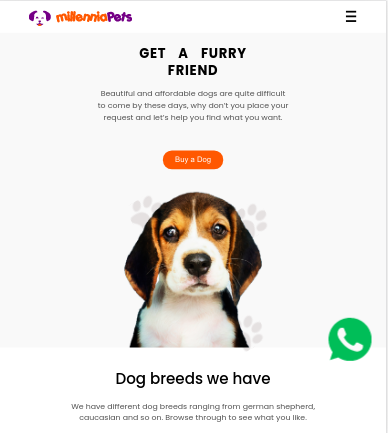 millenniaPets
GET A FURRY
FRIEND
Beautiful and affordable dogs are quite difficult
to come by these days, why don't you place your
request and let's help you find what you want.
Buy a Dog
Dog breeds we have
We have different dog breeds ranging from german shepherd,
caucasian and so on. Browse through to see what you like.